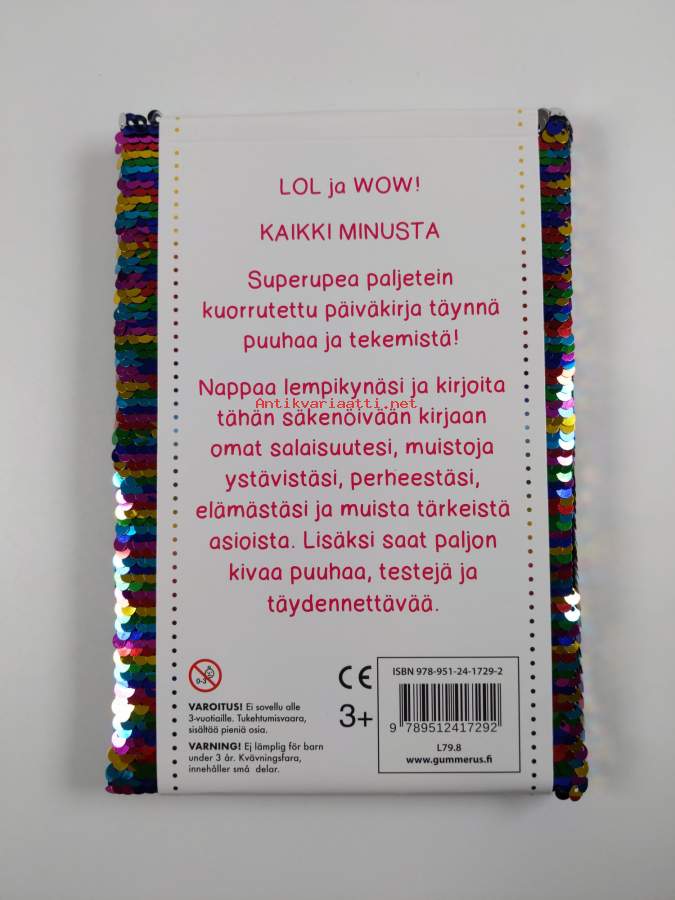 LOL ja WOW!
KAIKKI MINUSTA
Superupea paljetein
kuorrutettu päiväkirja täynnä
puuhaa ja tekemistä!
Nappaa lempikynäsi ja kirjoita
Antikvariaatti.net
tähän säkenöivään kirjaan
omat salaisuutesi, muistoja
ystävistäsi, perheestäsi,
elämästäsi ja muista tärkeistä
asioista. Lisäksi saat paljon
kivaa puuhaa, testejä ja
täydennettävää.
0-3
VAROITUS! Ei sovellu alle
3-vuotiaille. Tukehtumisvaara,
sisältää pieniä osia.
VARNING! Ej lämplig för barn
under 3 år. Kvävningsfara,
innehåller små delar.
CE
3+
ISBN 978-951-24-1729-2
9 789512 417292
L79.8
www.gummerus.fi